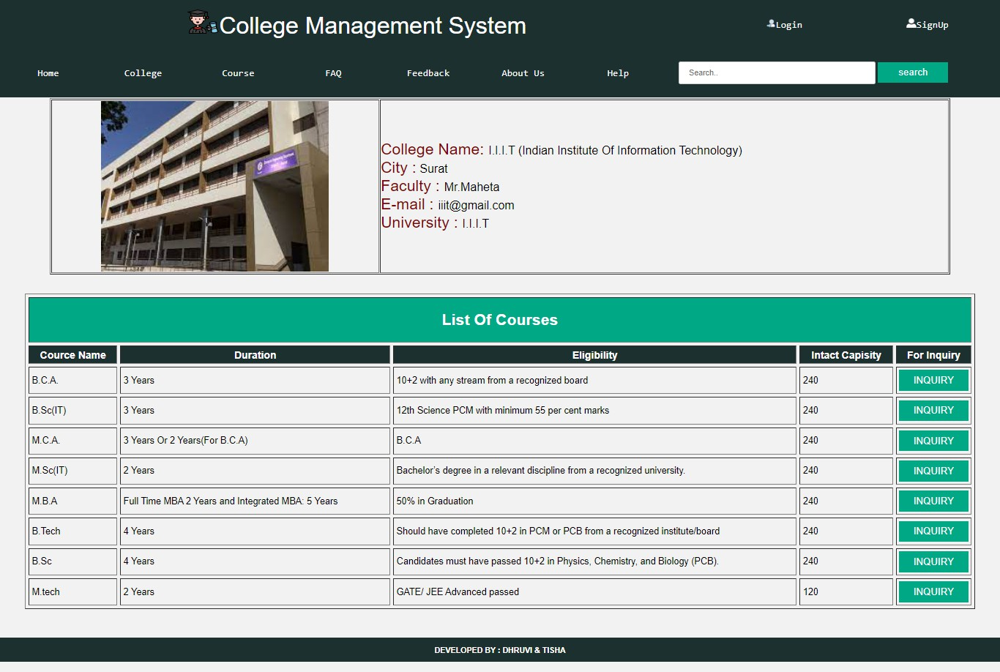 College Management System
Login
SignUp
Home College Course FAQ Feedback About Us Help Search.. search
College Name: I.I.I.T (Indian Institute Of Information Technology)
City : Surat
Faculty : Mr.Maheta
E-mail : iiit@gmail.com
University : I.I.I.T
List Of Courses
Cource Name Duration Eligibility Intact Capisity For Inquiry
B.C.A. 3 Years 10+2 with any stream from a recognized board 240 INQUIRY
B.Sc(IT) 3 Years 12th Science PCM with minimum 55 per cent marks 240 INQUIRY
M.C.A. 3 Years Or 2 Years(For B.C.A) B.C.A 240 INQUIRY
M.Sc(IT) 2 Years Bachelor’s degree in a relevant discipline from a recognized university. 240 INQUIRY
M.B.A Full Time MBA 2 Years and Integrated MBA: 5 Years 50% in Graduation 240 INQUIRY
B.Tech 4 Years Should have completed 10+2 in PCM or PCB from a recognized institute/board 240 INQUIRY
B.Sc 4 Years Candidates must have passed 10+2 in Physics, Chemistry, and Biology (PCB). 240 INQUIRY
M.tech 2 Years GATE/ JEE Advanced passed 120 INQUIRY
DEVELOPED BY : DHRUVI & TISHA